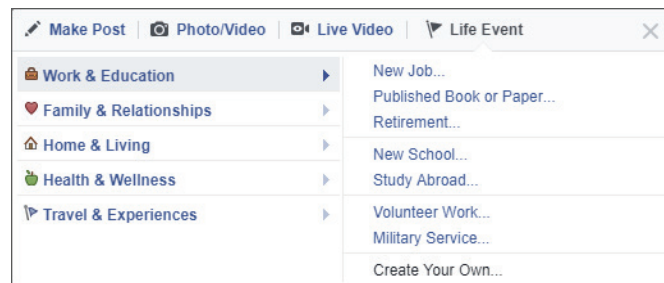 Make Post | Photo/Video | Live Video | Life Event
Work & Education
Family & Relationships
Home & Living
Health & Wellness
Travel & Experiences
New Job...
Published Book or Paper...
Retirement...
New School...
Study Abroad...
Volunteer Work...
Military Service...
Create Your Own...